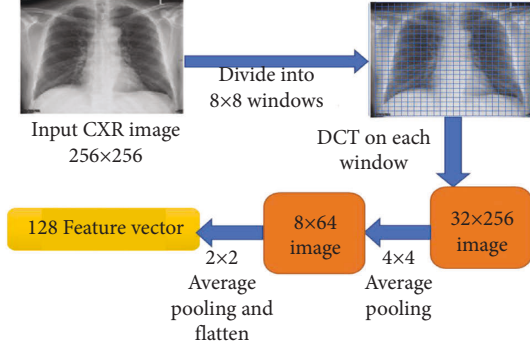 Input CXR image
256×256
Divide into
8×8 windows
DCT on each
window
32×256
image
4×4
Average
pooling
8×64
image
2×2
Average
pooling and
flatten
128 Feature vector